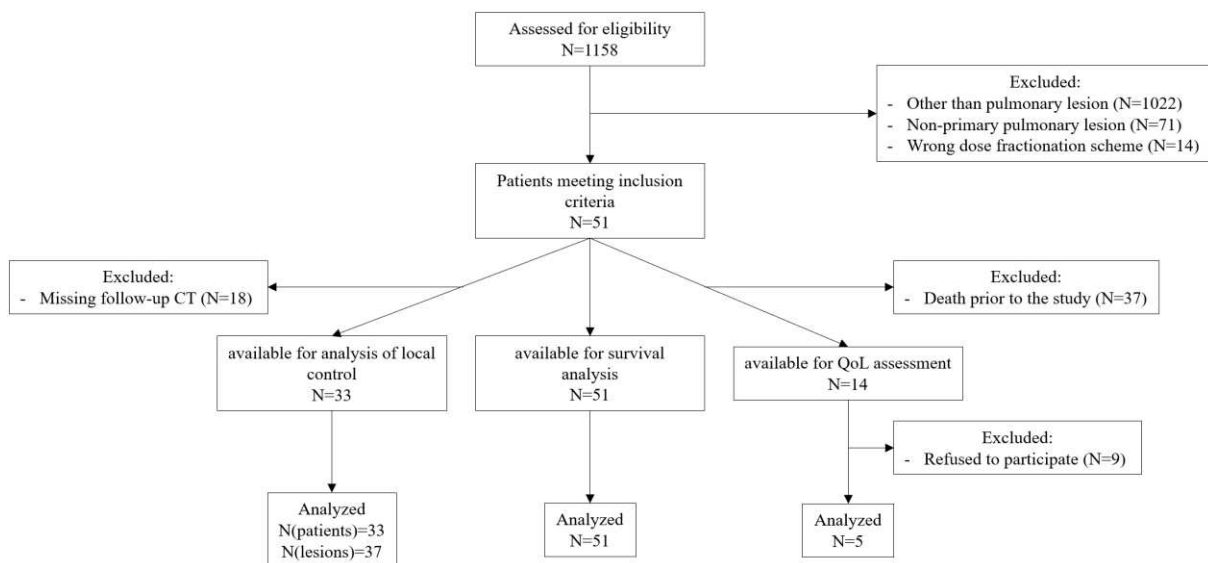 Assessed for eligibility
N=1158
Excluded:
- Other than pulmonary lesion (N=1022)
- Non-primary pulmonary lesion (N=71)
- Wrong dose fractionation scheme (N=14)
Patients meeting inclusion
criteria
N=51
Excluded:
- Missing follow-up CT (N=18)
Excluded:
- Death prior to the study (N=37)
available for analysis of local
control
N=33
available for survival
analysis
N=51
available for QoL assessment
N=14
Excluded:
- Refused to participate (N=9)
Analyzed
N(patients)=33
N(lesions)=37
Analyzed
N=51
Analyzed
N=5